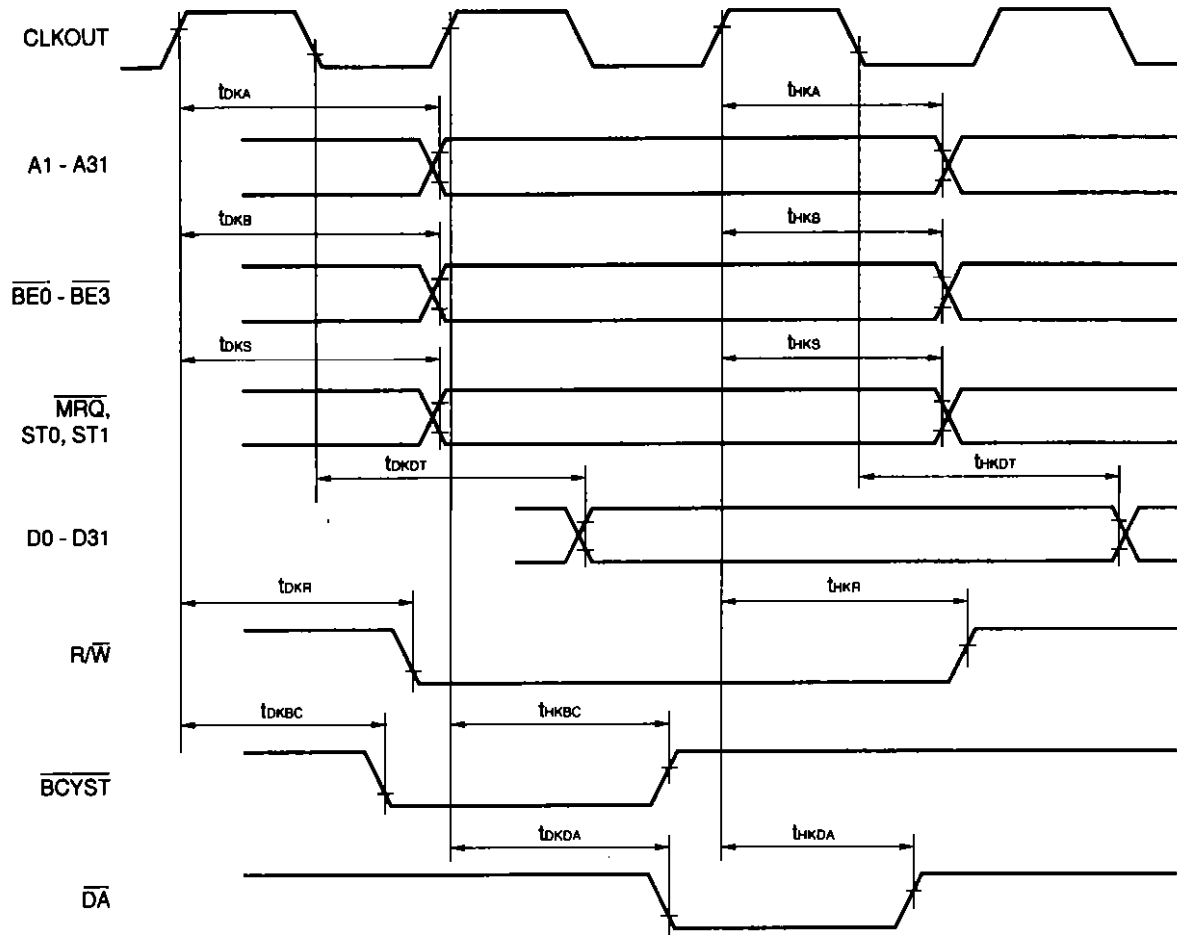 CLKOUT
tDKA
tHKA
A1 - A31
tDKB
tHKB
BE0 - BE3
tDKS
tHKS
MRQ,
ST0, ST1
tDKDT
tHKDT
D0 - D31
tDKR
tHKR
R/W
tDKBC
tHKBC
BCYST
tDKDA
tHKDA
DA